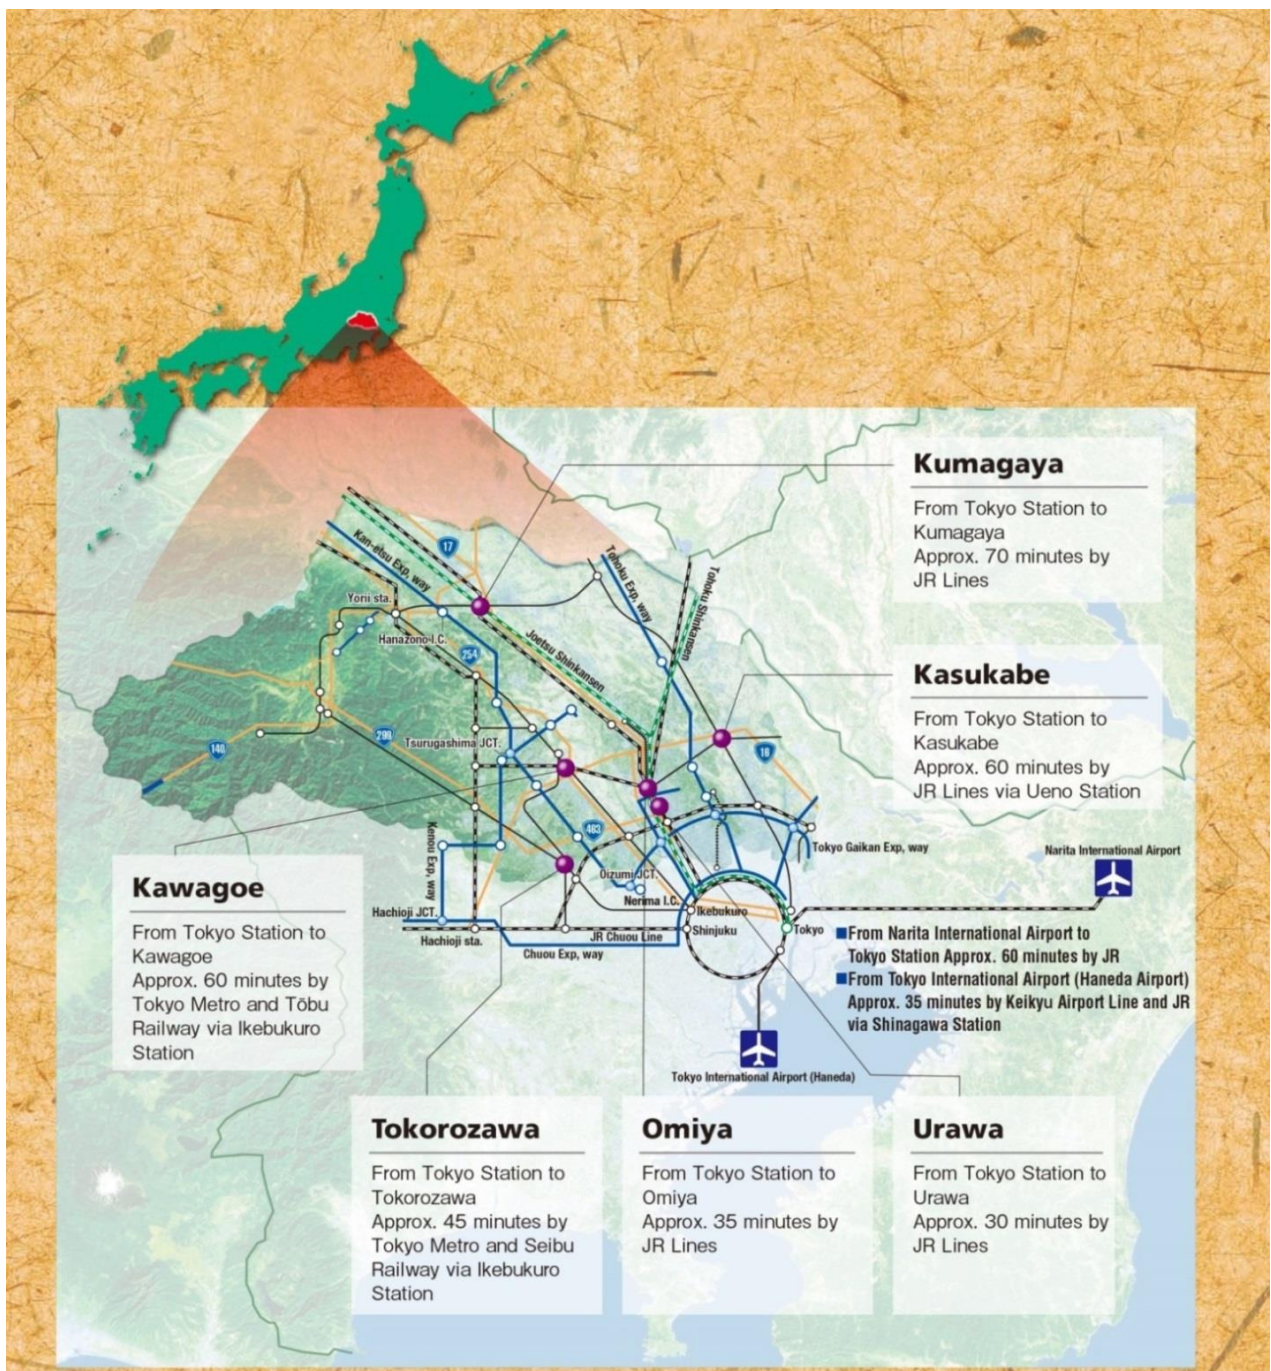 Kumagaya
From Tokyo Station to
Kumagaya
Approx. 70 minutes by
JR Lines
17
Kan-etsu Exp, way
Tohoku Exp, way
Tohoku Shinkansen
Yorii sta.
Hanazono I.C.
254
Joetsu Shinkansen
Kasukabe
From Tokyo Station to
Kasukabe
Approx. 60 minutes by
JR Lines via Ueno Station
140
299
Tsurugashima JCT.
16
463
Kenou Exp, way
Oizumi JCT.
Nerima I.C.
Tokyo Gaikan Exp, way
Narita International Airport
Hachioji JCT.
Hachioji sta.
JR Chuou Line
Chuou Exp, way
Ikebukuro
Shinjuku
Tokyo
From Narita International Airport to
Tokyo Station Approx. 60 minutes by JR
From Tokyo International Airport (Haneda Airport)
Approx. 35 minutes by Keikyu Airport Line and JR
via Shinagawa Station
Tokyo International Airport (Haneda)
Kawagoe
From Tokyo Station to
Kawagoe
Approx. 60 minutes by
Tokyo Metro and Tōbu
Railway via Ikebukuro
Station
Tokorozawa
From Tokyo Station to
Tokorozawa
Approx. 45 minutes by
Tokyo Metro and Seibu
Railway via Ikebukuro
Station
Omiya
From Tokyo Station to
Omiya
Approx. 35 minutes by
JR Lines
Urawa
From Tokyo Station to
Urawa
Approx. 30 minutes by
JR Lines